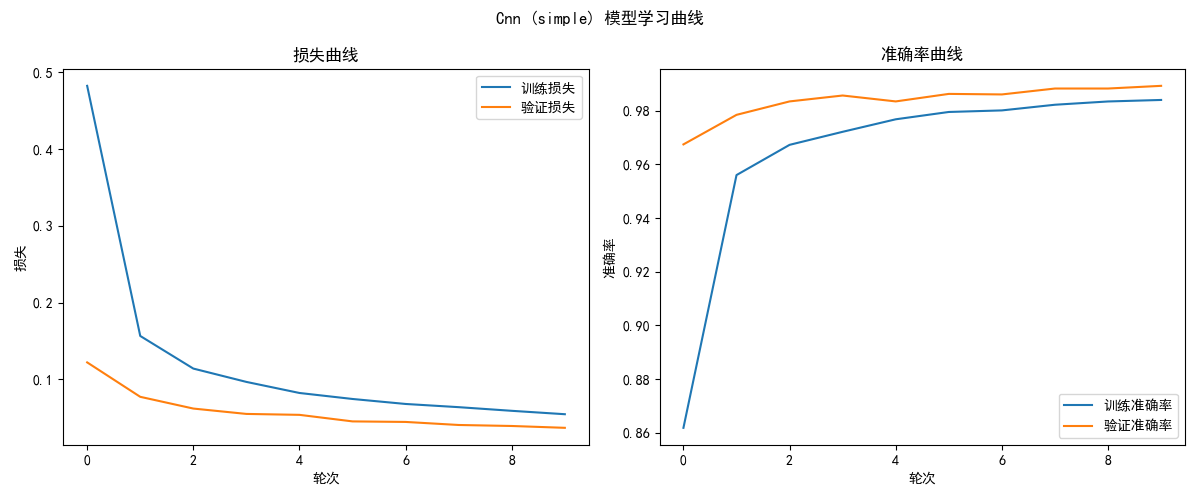 Cnn (simple) 模型学习曲线
损失曲线
0.5
0.4
0.3
0.2
0.1
损失
0 2 4 6 8
轮次
训练损失
验证损失
准确率曲线
0.98
0.96
0.94
0.92
0.90
0.88
0.86
准确率
0 2 4 6 8
轮次
训练准确率
验证准确率